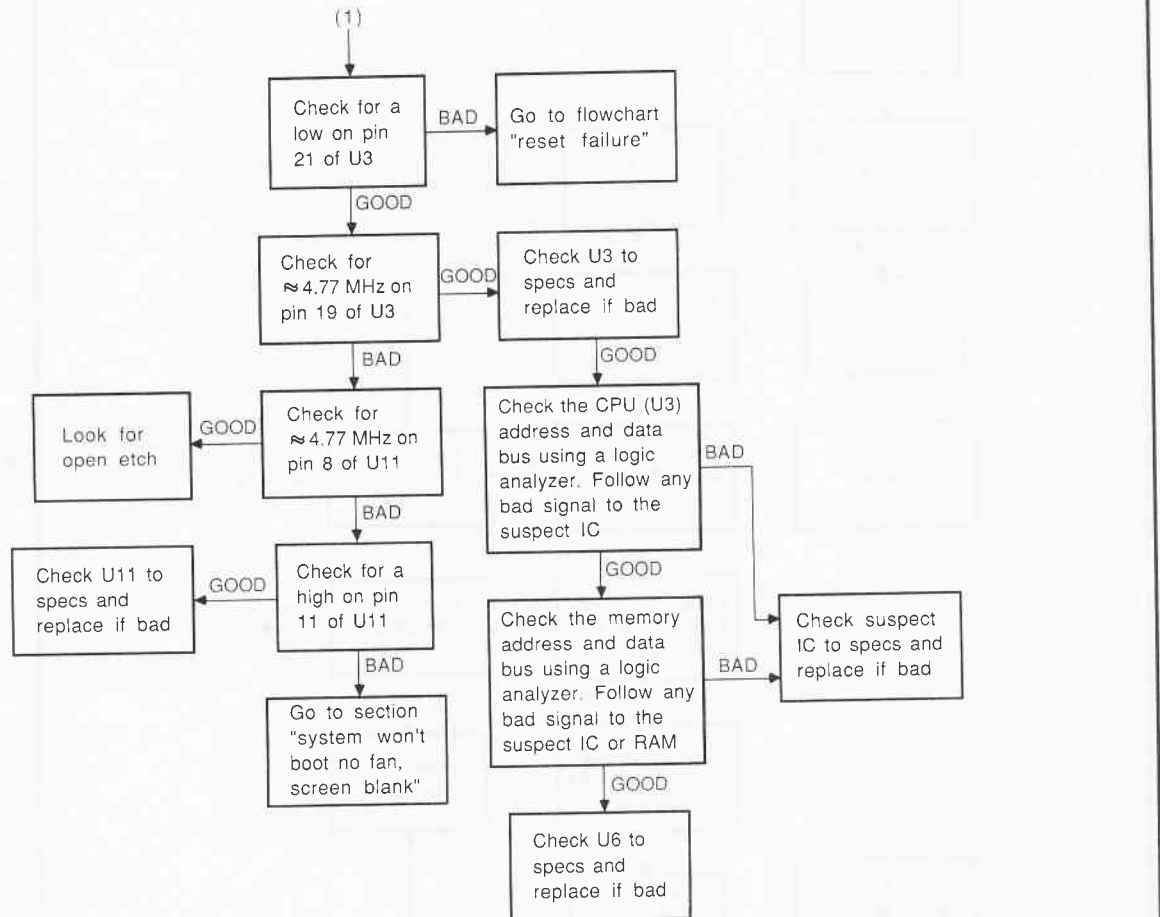 (1)
Check for a
low on pin
21 of U3
BAD
Go to flowchart
"reset failure"
GOOD
Check for
≈4.77 MHz on
pin 19 of U3
GOOD
Check U3 to
specs and
replace if bad
BAD
GOOD
Look for
open etch
GOOD
Check for
≈4.77 MHz on
pin 8 of U11
Check the CPU (U3)
address and data
bus using a logic
analyzer. Follow any
bad signal to the
suspect IC
BAD
BAD
GOOD
Check U11 to
specs and
replace if bad
GOOD
Check for a
high on pin
11 of U11
Check the memory
address and data
bus using a logic
analyzer. Follow any
bad signal to the
suspect IC or RAM
BAD
Check suspect
IC to specs and
replace if bad
BAD
Go to section
"system won't
boot no fan,
screen blank"
GOOD
Check U6 to
specs and
replace if bad